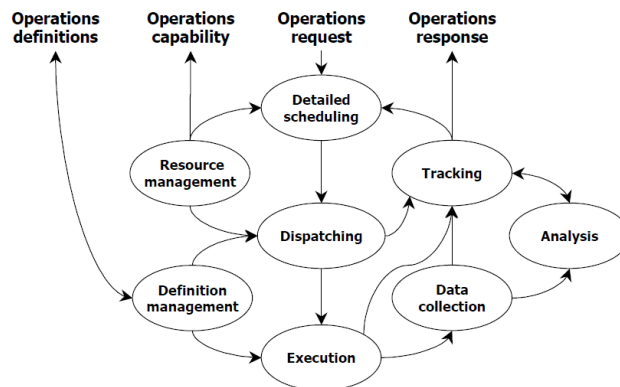 Operations
definitions
Operations
capability
Operations
request
Operations
response
Detailed
scheduling
Resource
management
Tracking
Dispatching
Analysis
Definition
management
Data
collection
Execution